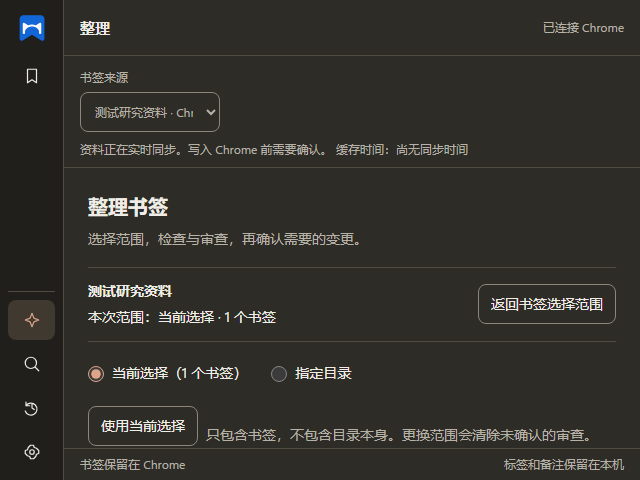 整理
已连接 Chrome
书签来源
测试研究资料 · Chr
资料正在实时同步。写入 Chrome 前需要确认。 缓存时间：尚无同步时间
整理书签
选择范围，检查与审查，再确认需要的变更。
测试研究资料
本次范围：当前选择 · 1 个书签
返回书签选择范围
当前选择（1 个书签）
指定目录
使用当前选择
只包含书签，不包含目录本身。更换范围会清除未确认的审查。
书签保留在 Chrome
标签和备注保留在本机